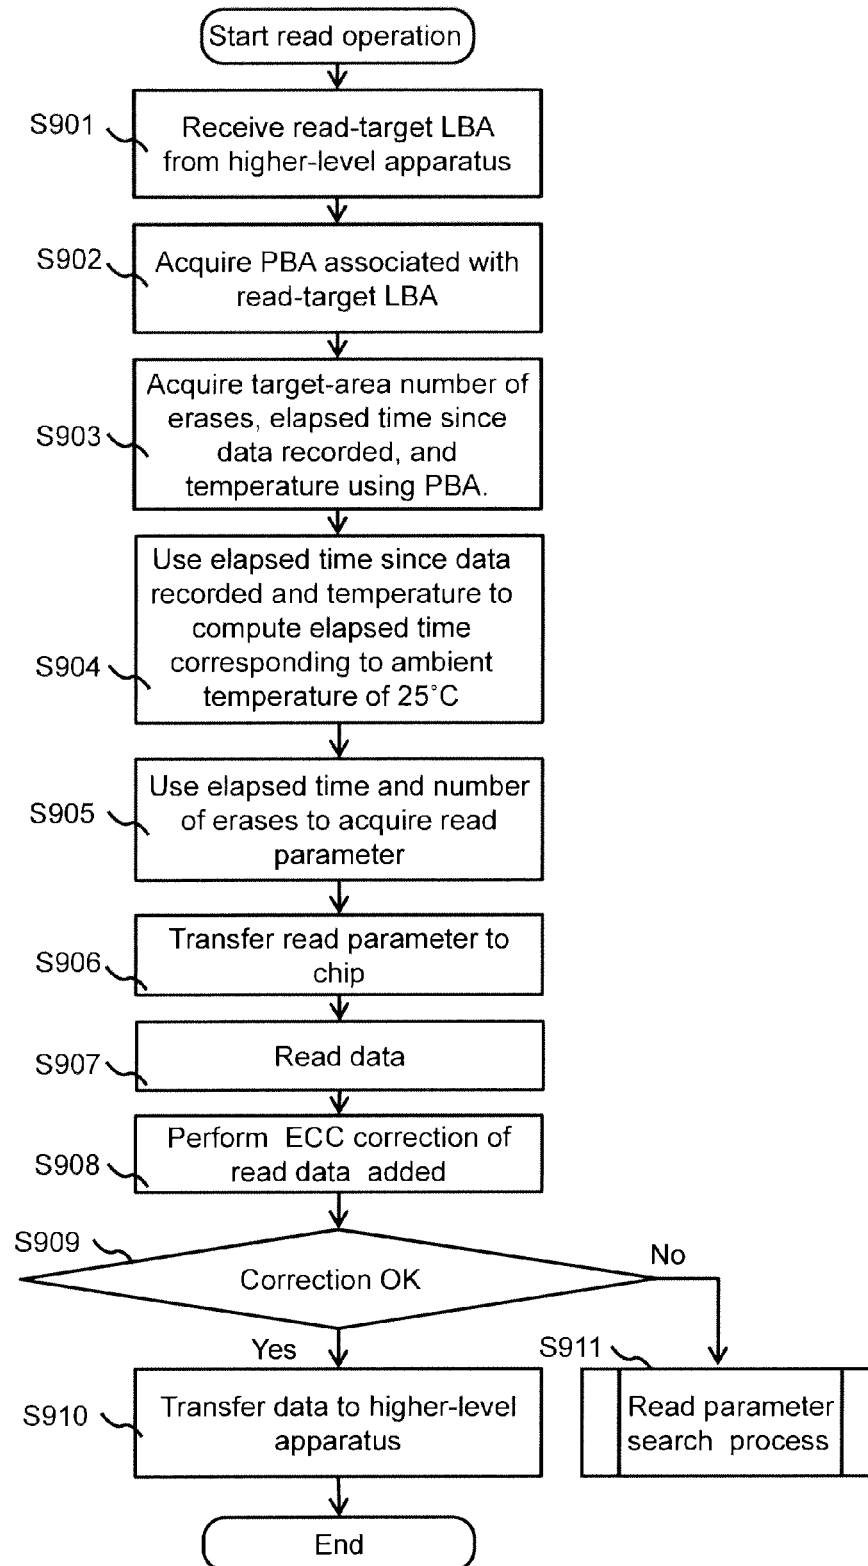 Start read operation
S901
Receive read-target LBA
from higher-level apparatus
S902
Acquire PBA associated with
read-target LBA
S903
Acquire target-area number of
erases, elapsed time since
data recorded, and
temperature using PBA.
S904
Use elapsed time since data
recorded and temperature to
compute elapsed time
corresponding to ambient
temperature of 25˚C
S905
Use elapsed time and number
of erases to acquire read
parameter
S906
Transfer read parameter to
chip
S907
Read data
S908
Perform ECC correction of
read data added
S909
Correction OK
No
Yes
S911
Read parameter
search process
S910
Transfer data to higher-level
apparatus
End